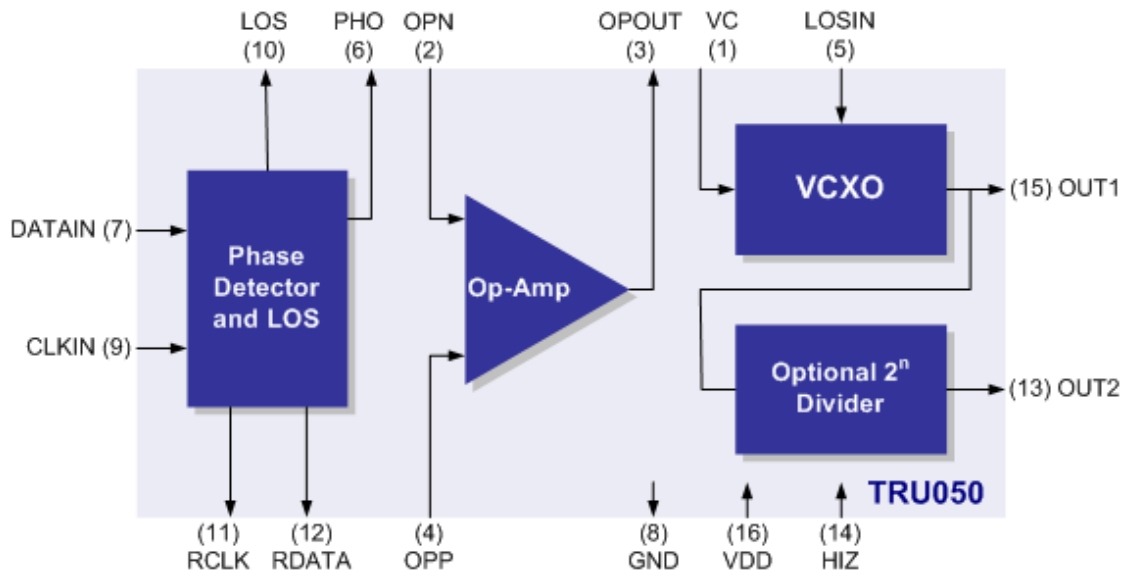 LOS PHO OPN OPOUT VC LOSIN
(10) (6) (2) (3) (1) (5)
VCXO
(15) OUT1
DATAIN (7)
Phase
Detector
and LOS
Op-Amp
CLKIN (9)
Optional 2ⁿ
Divider
(13) OUT2
TRU050
(11) (12) (4) (8) (16) (14)
RCLK RDATA OPP GND VDD HIZ